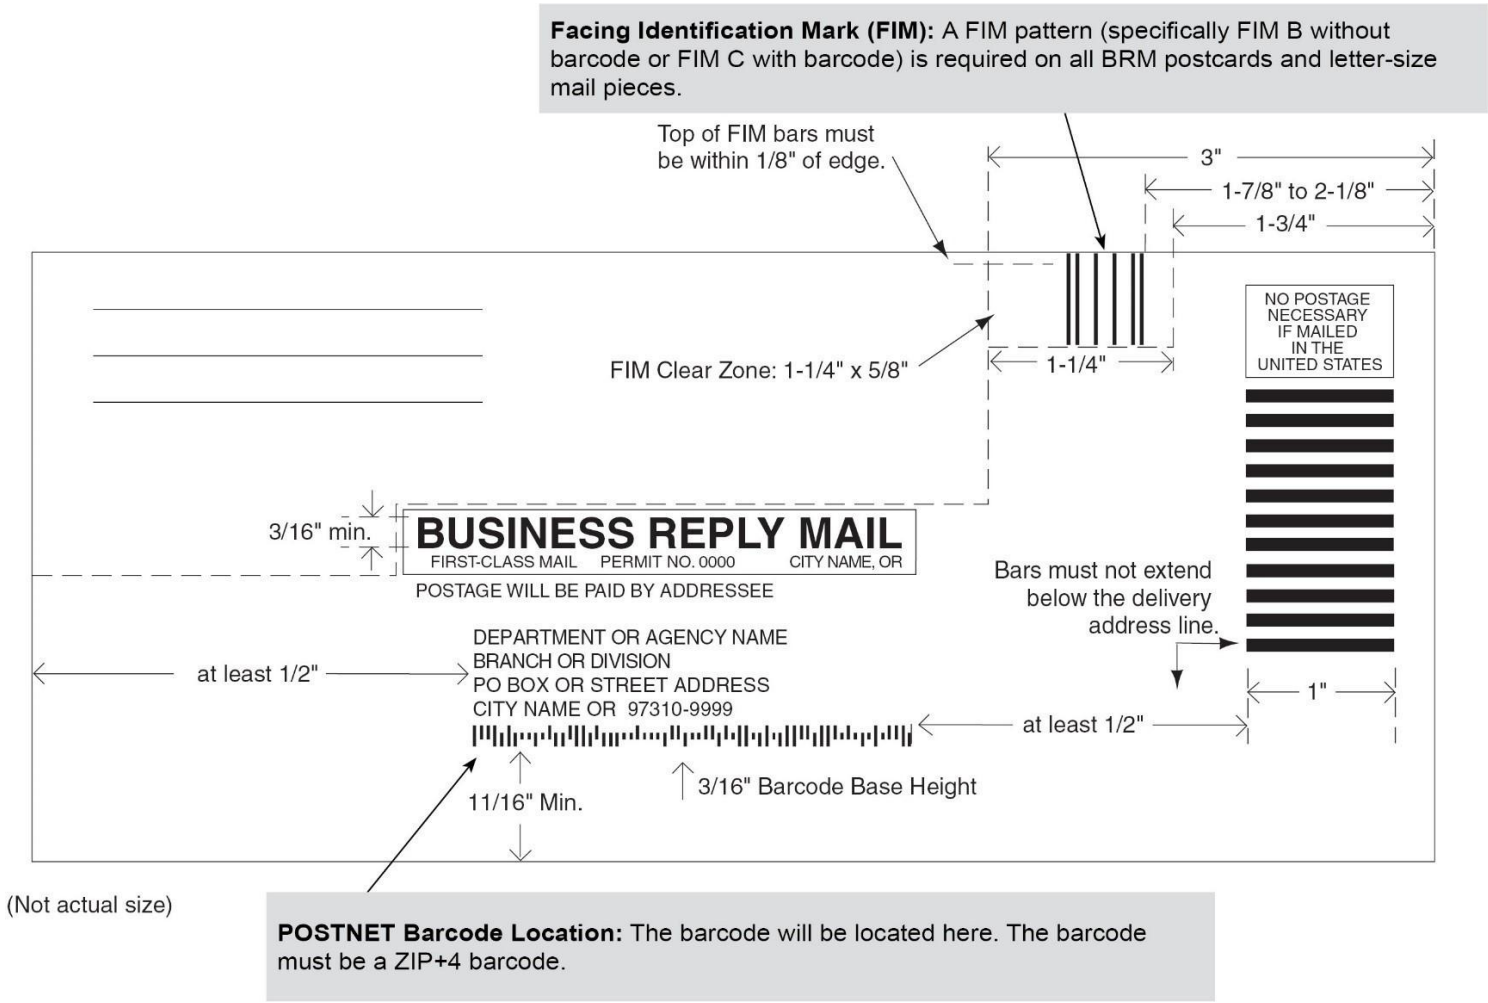 Facing Identification Mark (FIM): A FIM pattern (specifically FIM B without
barcode or FIM C with barcode) is required on all BRM postcards and letter-size
mail pieces.
Top of FIM bars must
be within 1/8" of edge.
3"
1-7/8" to 2-1/8"
1-3/4"
NO POSTAGE
NECESSARY
IF MAILED
IN THE
UNITED STATES
FIM Clear Zone: 1-1/4" x 5/8"
1-1/4"
3/16" min.
BUSINESS REPLY MAIL
FIRST-CLASS MAIL PERMIT NO. 0000 CITY NAME, OR
POSTAGE WILL BE PAID BY ADDRESSEE
Bars must not extend
below the delivery
address line.
DEPARTMENT OR AGENCY NAME
BRANCH OR DIVISION
PO BOX OR STREET ADDRESS
CITY NAME OR 97310-9999
at least 1/2"
1"
at least 1/2"
3/16" Barcode Base Height
11/16" Min.
(Not actual size)
POSTNET Barcode Location: The barcode will be located here. The barcode
must be a ZIP+4 barcode.